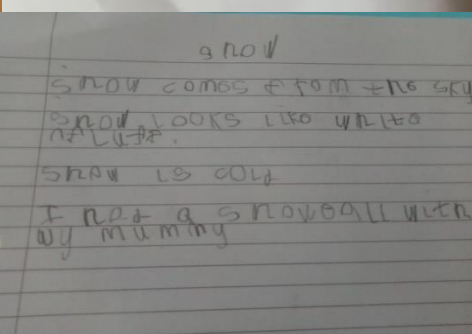 snow
Snow comes from the sky
Snow looks like white
fluff.
Snow is cold
I had a snowball with
my mummy